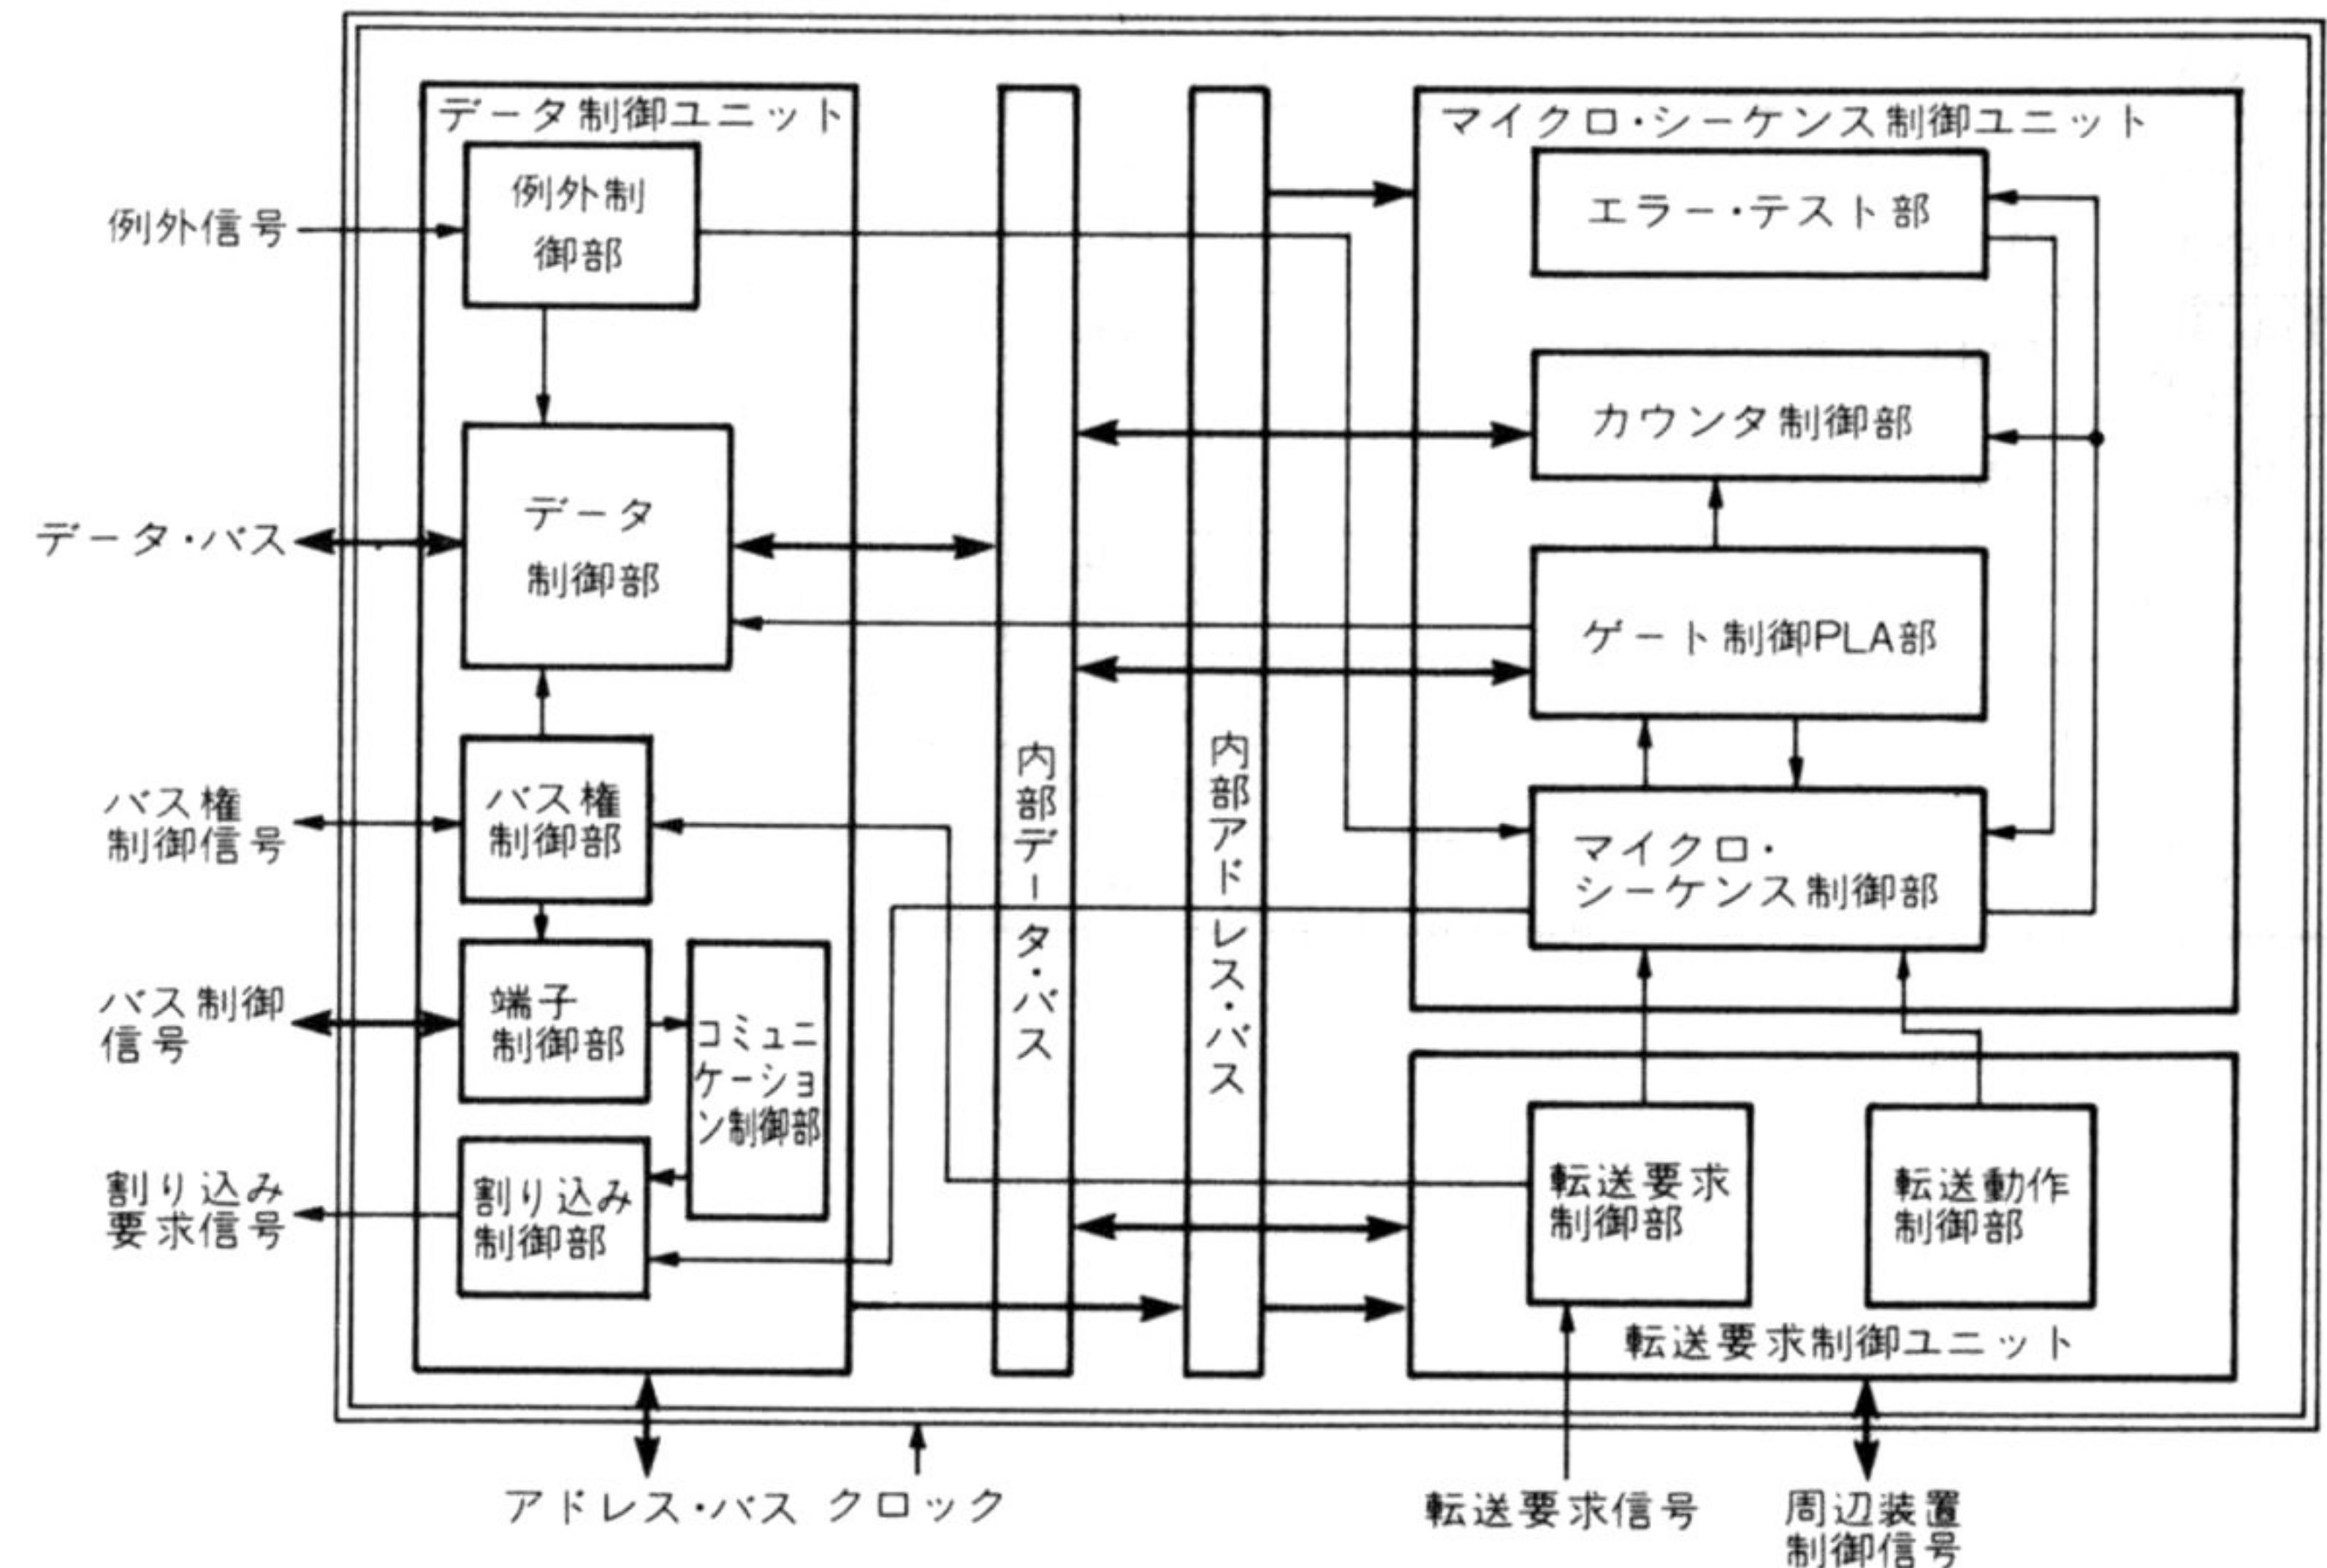 データ制御ユニット
例外制
御部
例外信号
データ
制御部
データ・バス
バス権
制御部
バス権
制御信号
端子
制御部
バス制御
信号
コミュニ
ケーショ
ン制御部
割り込み
制御部
割り込み
要求信号
内部データ・バス
内部アドレス・バス
マイクロ・シーケンス制御ユニット
エラー・テスト部
カウンタ制御部
ゲート制御PLA部
マイクロ・
シーケンス制御部
転送要求
制御部
転送動作
制御部
転送要求制御ユニット
アドレス・バス
クロック
転送要求信号
周辺装置
制御信号